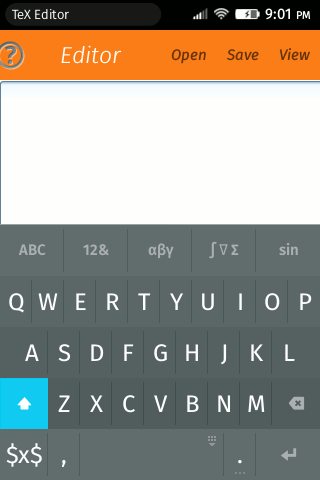 TeX Editor 9:01 PM
? Editor Open Save View
ABC 12& αβγ ∫∇Σ sin
Q W E R T Y U I O P
A S D F G H J K L
Z X C V B N M
$x$ , .